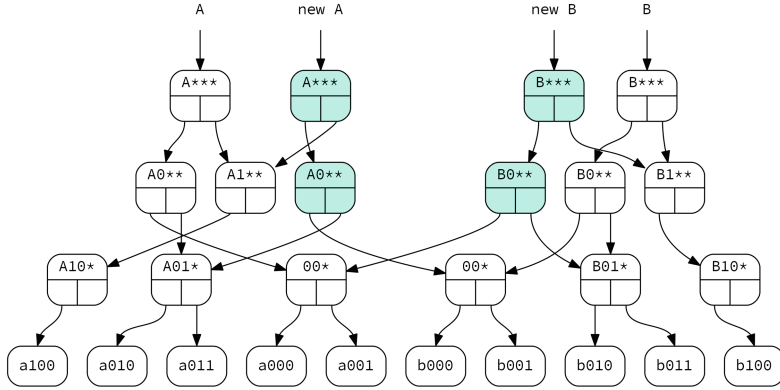 A new A new B B
A*** A*** B*** B***
A0** A1** A0** B0** B0** B1**
A10* A01* 00* 00* B01* B10*
a100 a010 a011 a000 a001 b000 b001 b010 b011 b100